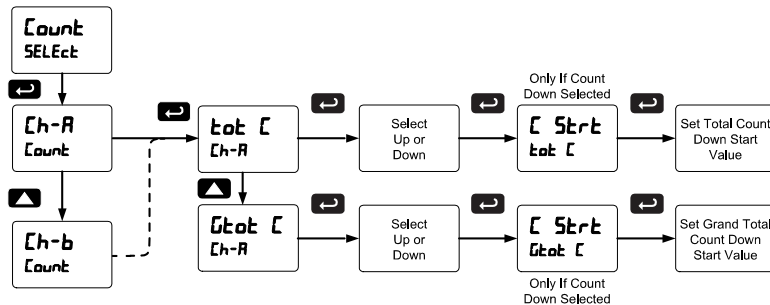 Count
SELEct
Ch-A
Count
Ch-b
Count
tot C
Ch-A
Gtot C
Ch-A
Select
Up or
Down
Select
Up or
Down
Only If Count
Down Selected
C Strt
tot C
C Strt
Gtot C
Only If Count
Down Selected
Set Total Count
Down Start
Value
Set Grand Total
Count Down
Start Value